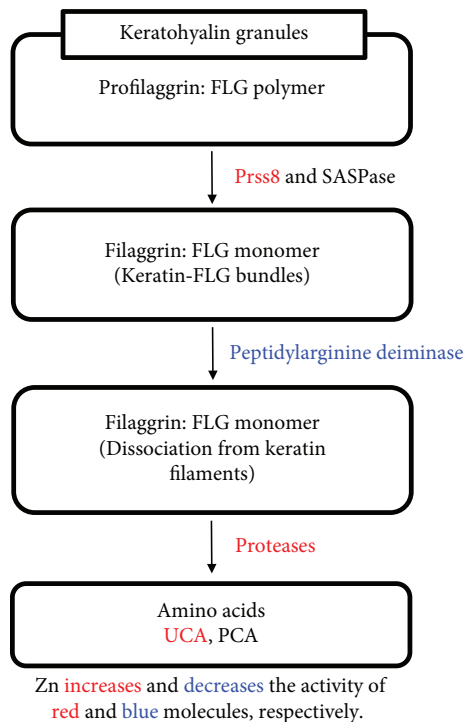 Keratohyalin granules
Profilaggrin: FLG polymer
Prss8 and SASPase
Filaggrin: FLG monomer
(Keratin-FLG bundles)
Peptidylarginine deiminase
Filaggrin: FLG monomer
(Dissociation from keratin
filaments)
Proteases
Amino acids
UCA, PCA
Zn increases and decreases the activity of
red and blue molecules, respectively.